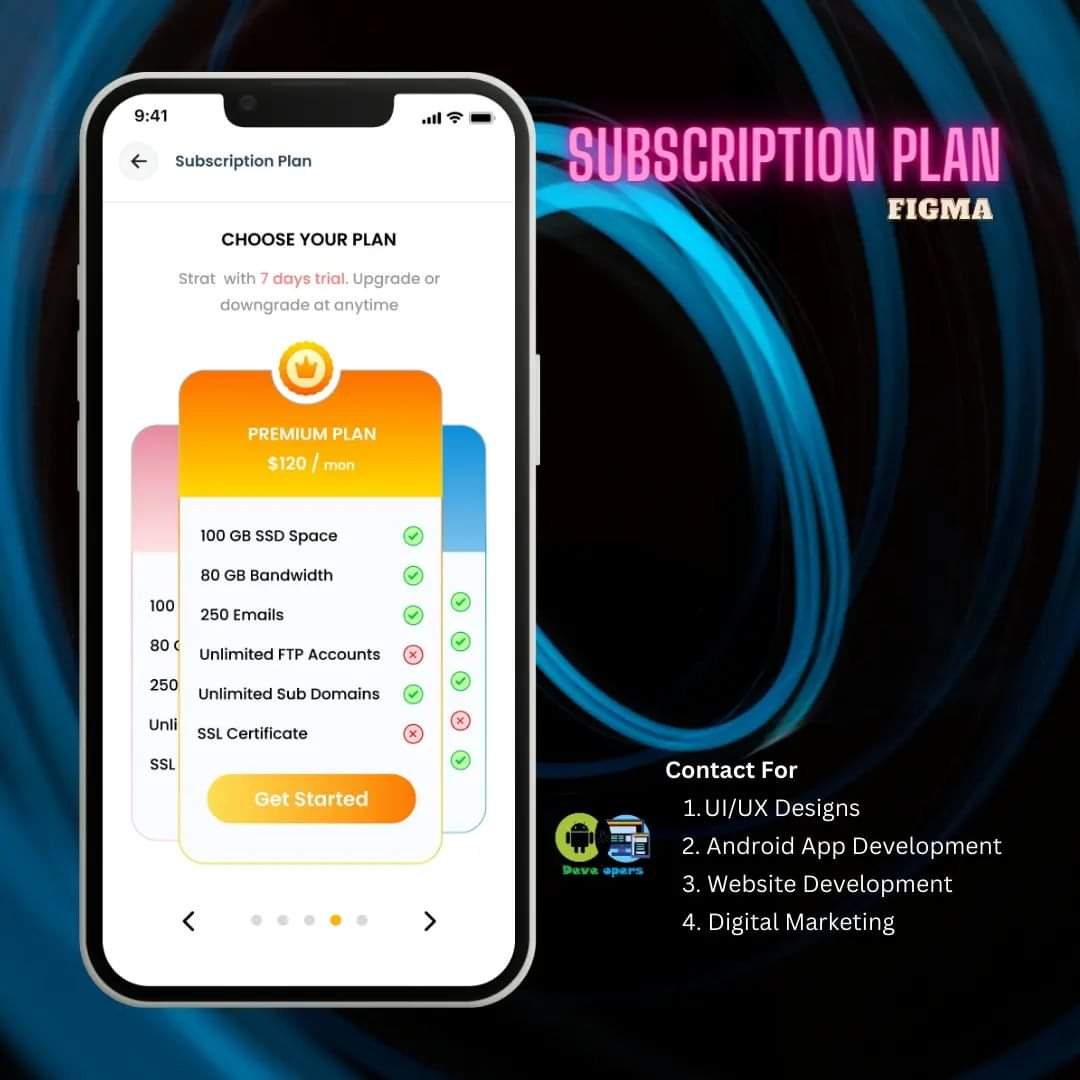 9:41
Subscription Plan
CHOOSE YOUR PLAN
Strat with 7 days trial. Upgrade or
downgrade at anytime
PREMIUM PLAN
$120 / mon
100 GB SSD Space
80 GB Bandwidth
250 Emails
Unlimited FTP Accounts
Unlimited Sub Domains
SSL Certificate
Get Started
100
80
250
Unli
SSL
SUBSCRIPTION PLAN
FIGMA
Contact For
1. UI/UX Designs
2. Android App Development
3. Website Development
4. Digital Marketing
Deve opers